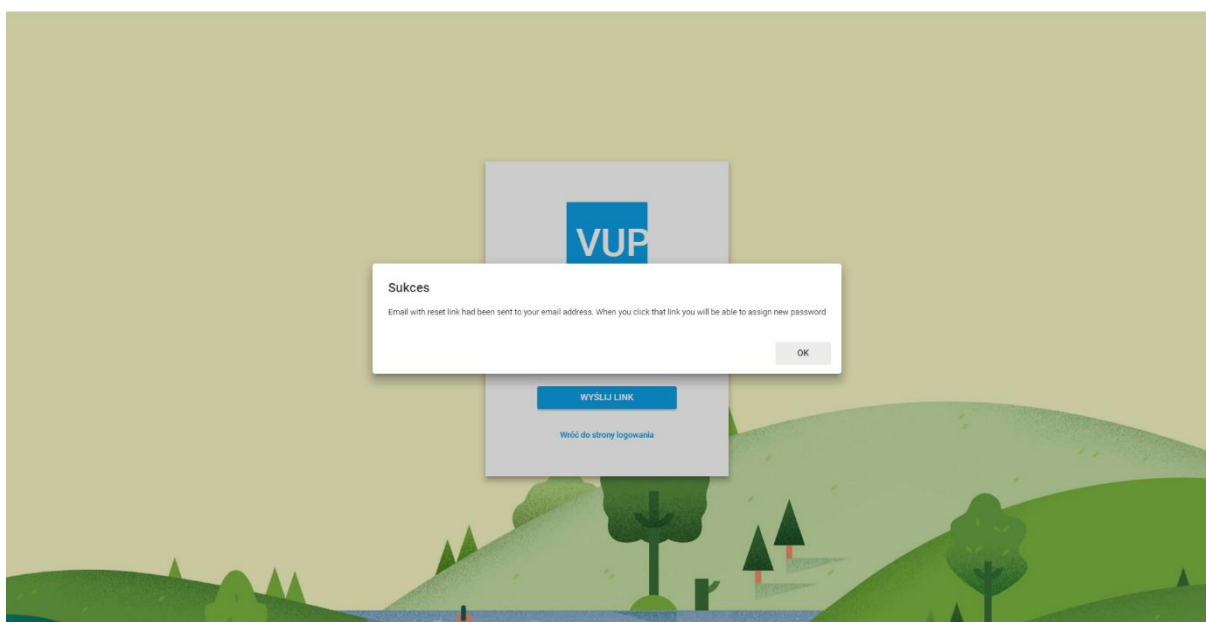 VUP
Sukces
Email with reset link had been sent to your email address. When you click that link you will be able to assign new password
OK
WYŚLIJ LINK
Wróć do strony logowania